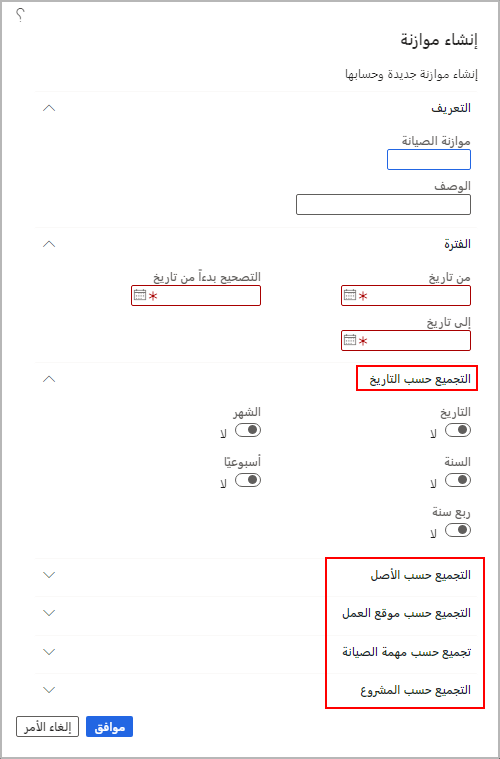 ؟
إنشاء موازنة
إنشاء موازنة جديدة وحسابها
التعريف
موازنة الصيانة
الوصف
الفترة
من تاريخ
التصحيح بدءاً من تاريخ
*
*
إلى تاريخ
*
التجميع حسب التاريخ
التاريخ
الشهر
لا
لا
السنة
أسبوعيًا
لا
لا
ربع سنة
لا
التجميع حسب الأصل
التجميع حسب موقع العمل
تجميع حسب مهمة الصيانة
التجميع حسب المشروع
موافق
إلغاء الأمر